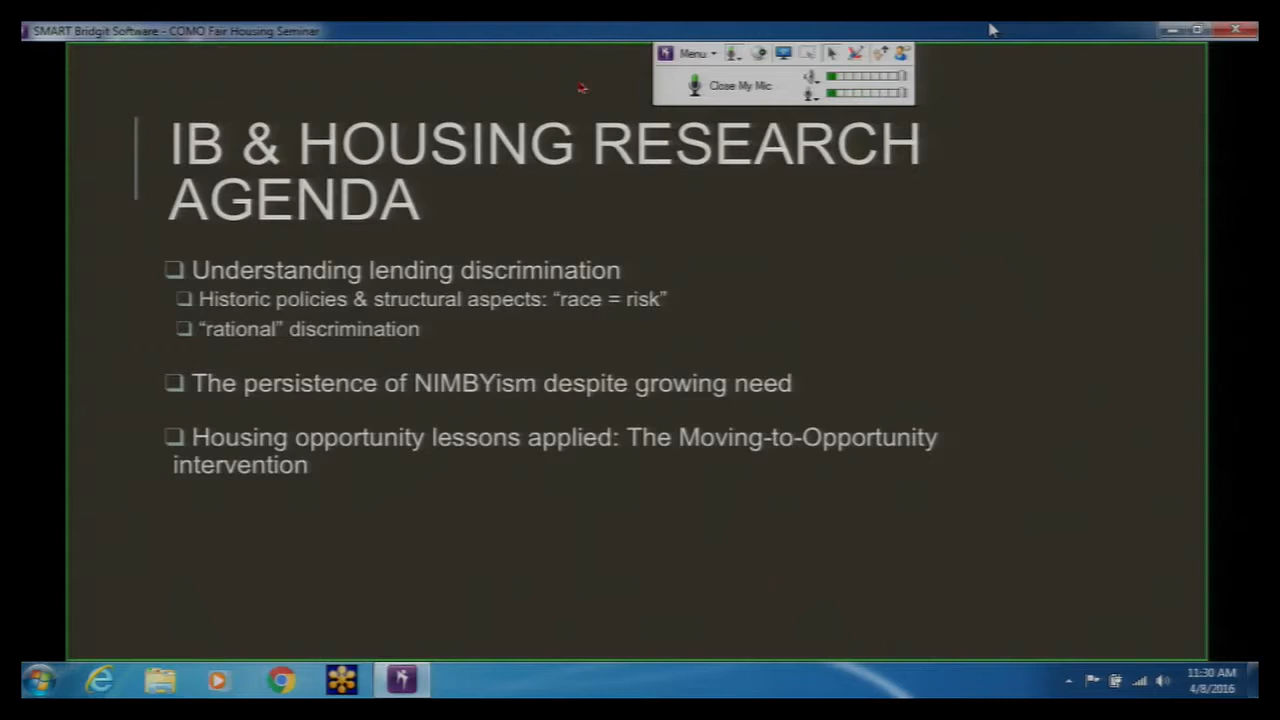 SMART Bridgit Software - COMO Fair Housing Seminar
Menu
Close My Mic
IB & HOUSING RESEARCH
AGENDA
Understanding lending discrimination
Historic policies & structural aspects: “race = risk”
“rational” discrimination
The persistence of NIMBYism despite growing need
Housing opportunity lessons applied: The Moving-to-Opportunity
intervention
11:30 AM
4/8/2016